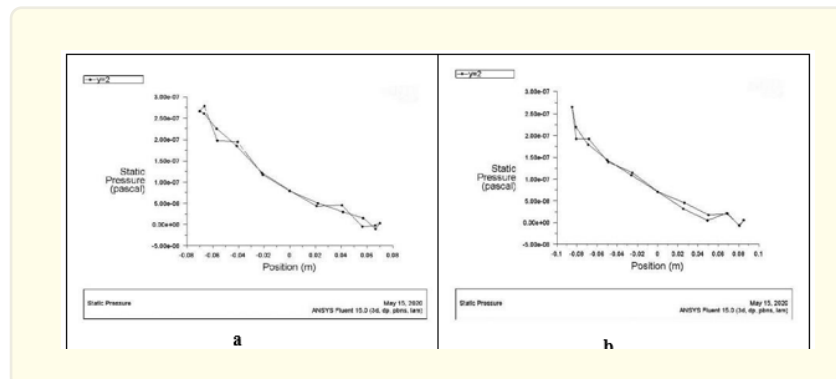 y=2
3.00e-07
2.50e-07
2.00e-07
1.50e-07
1.00e-07
5.00e-08
0.00e+00
-5.00e-08
Static
Pressure
(pascal)
-0.08 -0.06 -0.04 -0.02 0 0.02 0.04 0.06 0.08
Position (m)
Static Pressure
May 15, 2020
ANSYS Fluent 15.0 (3d, dp, pbns, lam)
a
y=2
3.00e-07
2.50e-07
2.00e-07
1.50e-07
1.00e-07
5.00e-08
0.00e+00
-5.00e-08
Static
Pressure
(pascal)
-0.1 -0.08 -0.06 -0.04 -0.02 0 0.02 0.04 0.06 0.08 0.1
Position (m)
Static Pressure
May 15, 2020
ANSYS Fluent 15.0 (3d, dp, pbns, lam)
b